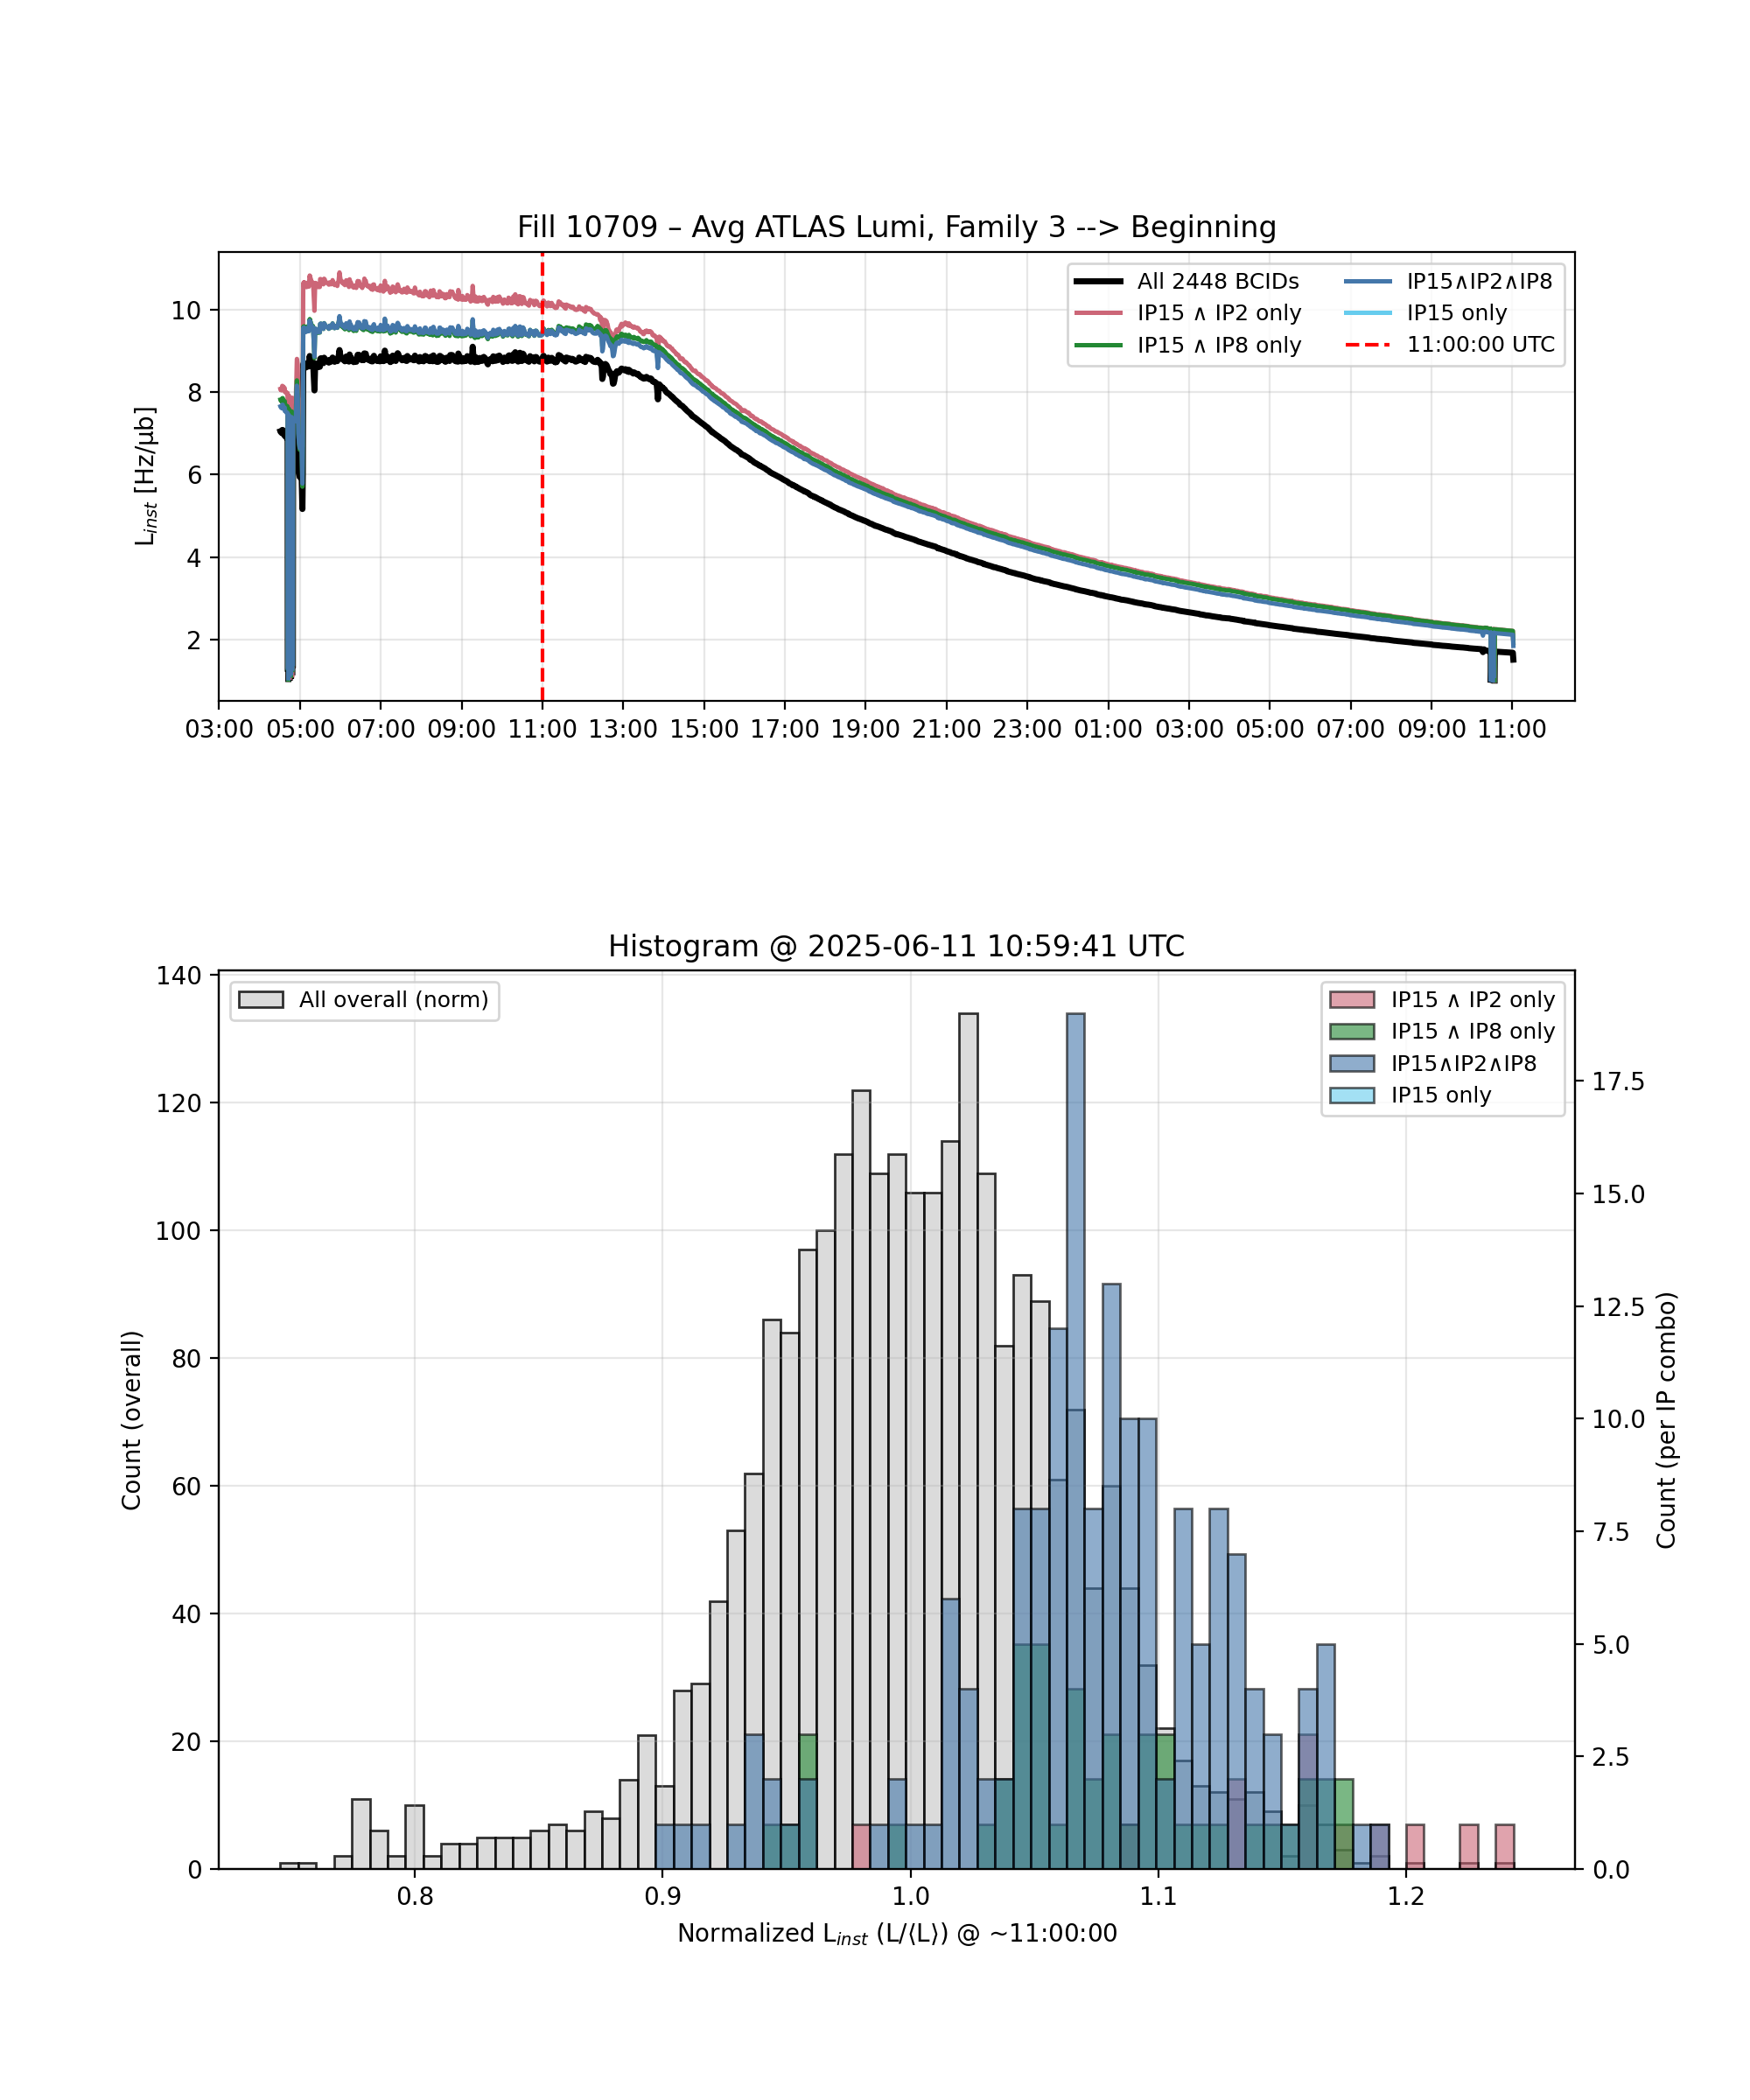 Fill 10709 – Avg ATLAS Lumi, Family 3 --> Beginning
L_inst [Hz/μb]
10
8
6
4
2
All 2448 BCIDs
IP15 ∧ IP2 only
IP15 ∧ IP8 only
IP15∧IP2∧IP8
IP15 only
11:00:00 UTC
03:00 05:00 07:00 09:00 11:00 13:00 15:00 17:00 19:00 21:00 23:00 01:00 03:00 05:00 07:00 09:00 11:00
Histogram @ 2025-06-11 10:59:41 UTC
Count (overall)
140
120
100
80
60
40
20
0
All overall (norm)
IP15 ∧ IP2 only
IP15 ∧ IP8 only
IP15∧IP2∧IP8
IP15 only
17.5
15.0
12.5
10.0
7.5
5.0
2.5
0.0
Count (per IP combo)
0.8 0.9 1.0 1.1 1.2
Normalized L_inst (L/⟨L⟩) @ ~11:00:00